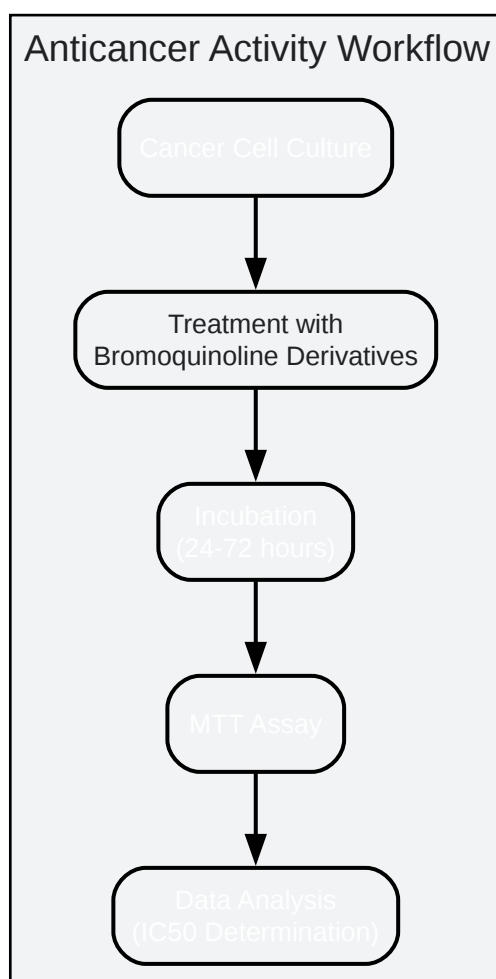 Anticancer Activity Workflow
Cancer Cell Culture
Treatment with
Bromoquinoline Derivatives
Incubation
(24-72 hours)
MTT Assay
Data Analysis
(IC50 Determination)